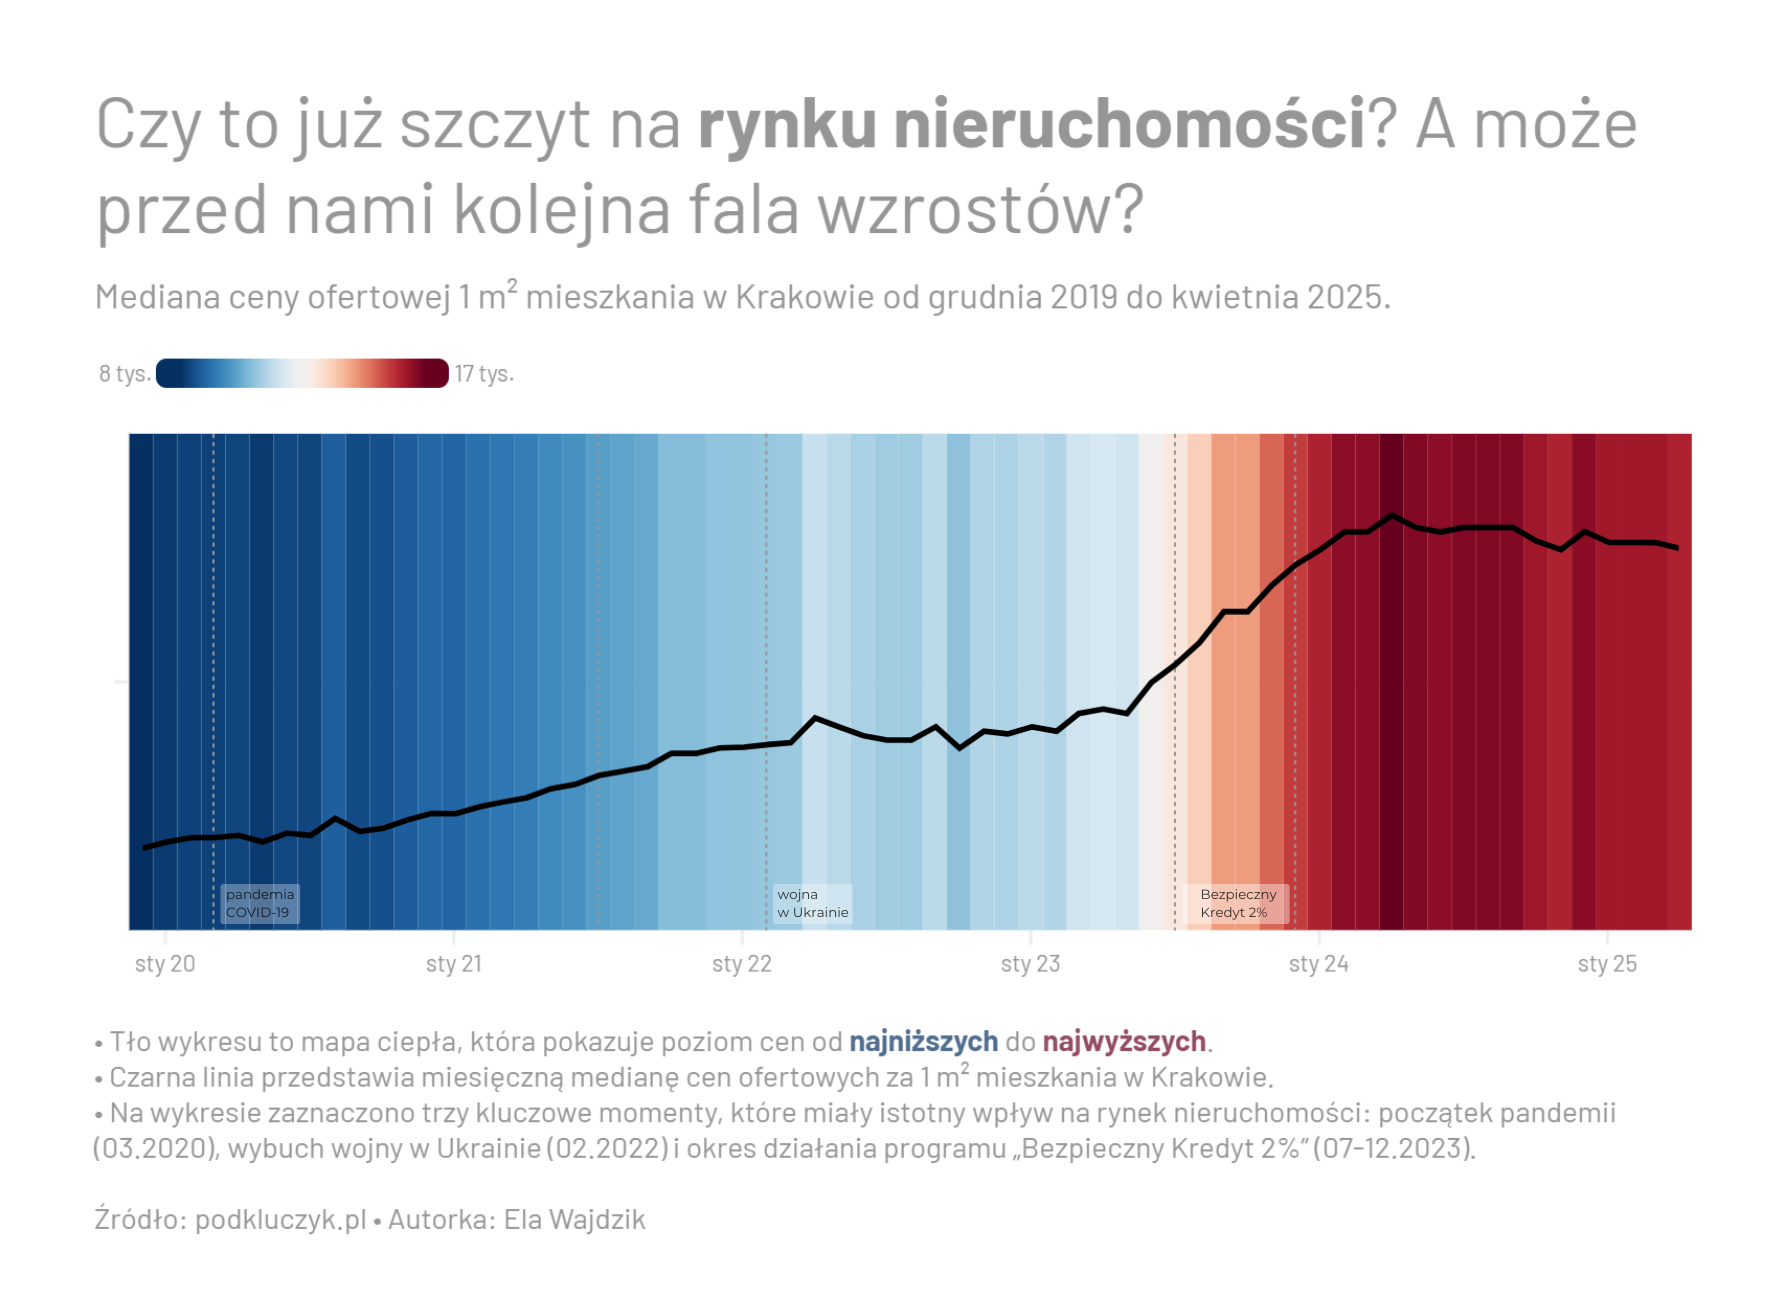 Czy to już szczyt na rynku nieruchomości? A może
przed nami kolejna fala wzrostów?
Mediana ceny ofertowej 1 m² mieszkania w Krakowie od grudnia 2019 do kwietnia 2025.
8 tys. 17 tys.
pandemia
COVID-19
wojna
w Ukrainie
Bezpieczny
Kredyt 2%
sty 20 sty 21 sty 22 sty 23 sty 24 sty 25
• Tło wykresu to mapa ciepła, która pokazuje poziom cen od najniższych do najwyższych.
• Czarna linia przedstawia miesięczną medianę cen ofertowych za 1 m² mieszkania w Krakowie.
• Na wykresie zaznaczono trzy kluczowe momenty, które miały istotny wpływ na rynek nieruchomości: początek pandemii
(03.2020), wybuch wojny w Ukrainie (02.2022) i okres działania programu „Bezpieczny Kredyt 2%” (07-12.2023).
Źródło: podkluczyk.pl • Autorka: Ela Wajdzik